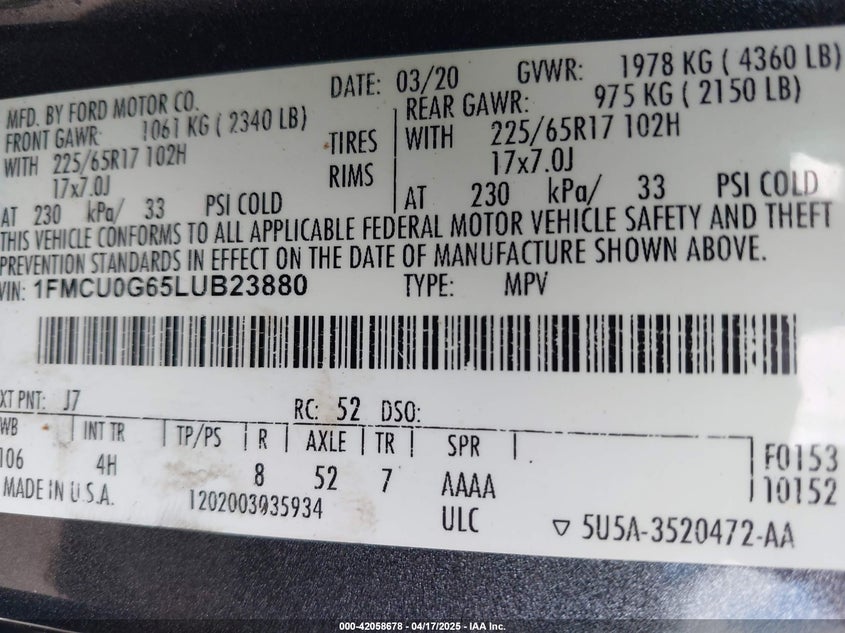 MFD. BY FORD MOTOR CO.
DATE: 03/20 GVWR: 1978 KG ( 4360 LB)
FRONT GAWR: 1061 KG ( 2340 LB) REAR GAWR: 975 KG ( 2150 LB)
WITH 225/65R17 102H TIRES WITH 225/65R17 102H
17x7.0J RIMS 17x7.0J
AT 230 kPa/ 33 PSI COLD AT 230 kPa/ 33 PSI COLD
THIS VEHICLE CONFORMS TO ALL APPLICABLE FEDERAL MOTOR VEHICLE SAFETY AND THEFT
PREVENTION STANDARDS IN EFFECT ON THE DATE OF MANUFACTURE SHOWN ABOVE.
VIN: 1FMCU0G65LUB23880 TYPE: MPV
XT PNT: J7 RC: 52 DSO:
WB INT TR TP/PS R AXLE TR SPR F0153
106 4H 8 52 7 AAAA 10152
MADE IN U.S.A. 1202003035934 ULC ▽ 5U5A-3520472-AA
000-42058678 - 04/17/2025 - IAA Inc.